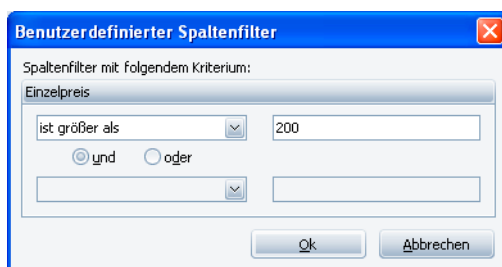 Benutzerdefinierter Spaltenfilter
Spaltenfilter mit folgendem Kriterium:
Einzelpreis
ist größer als 200
und oder
Ok Abbrechen